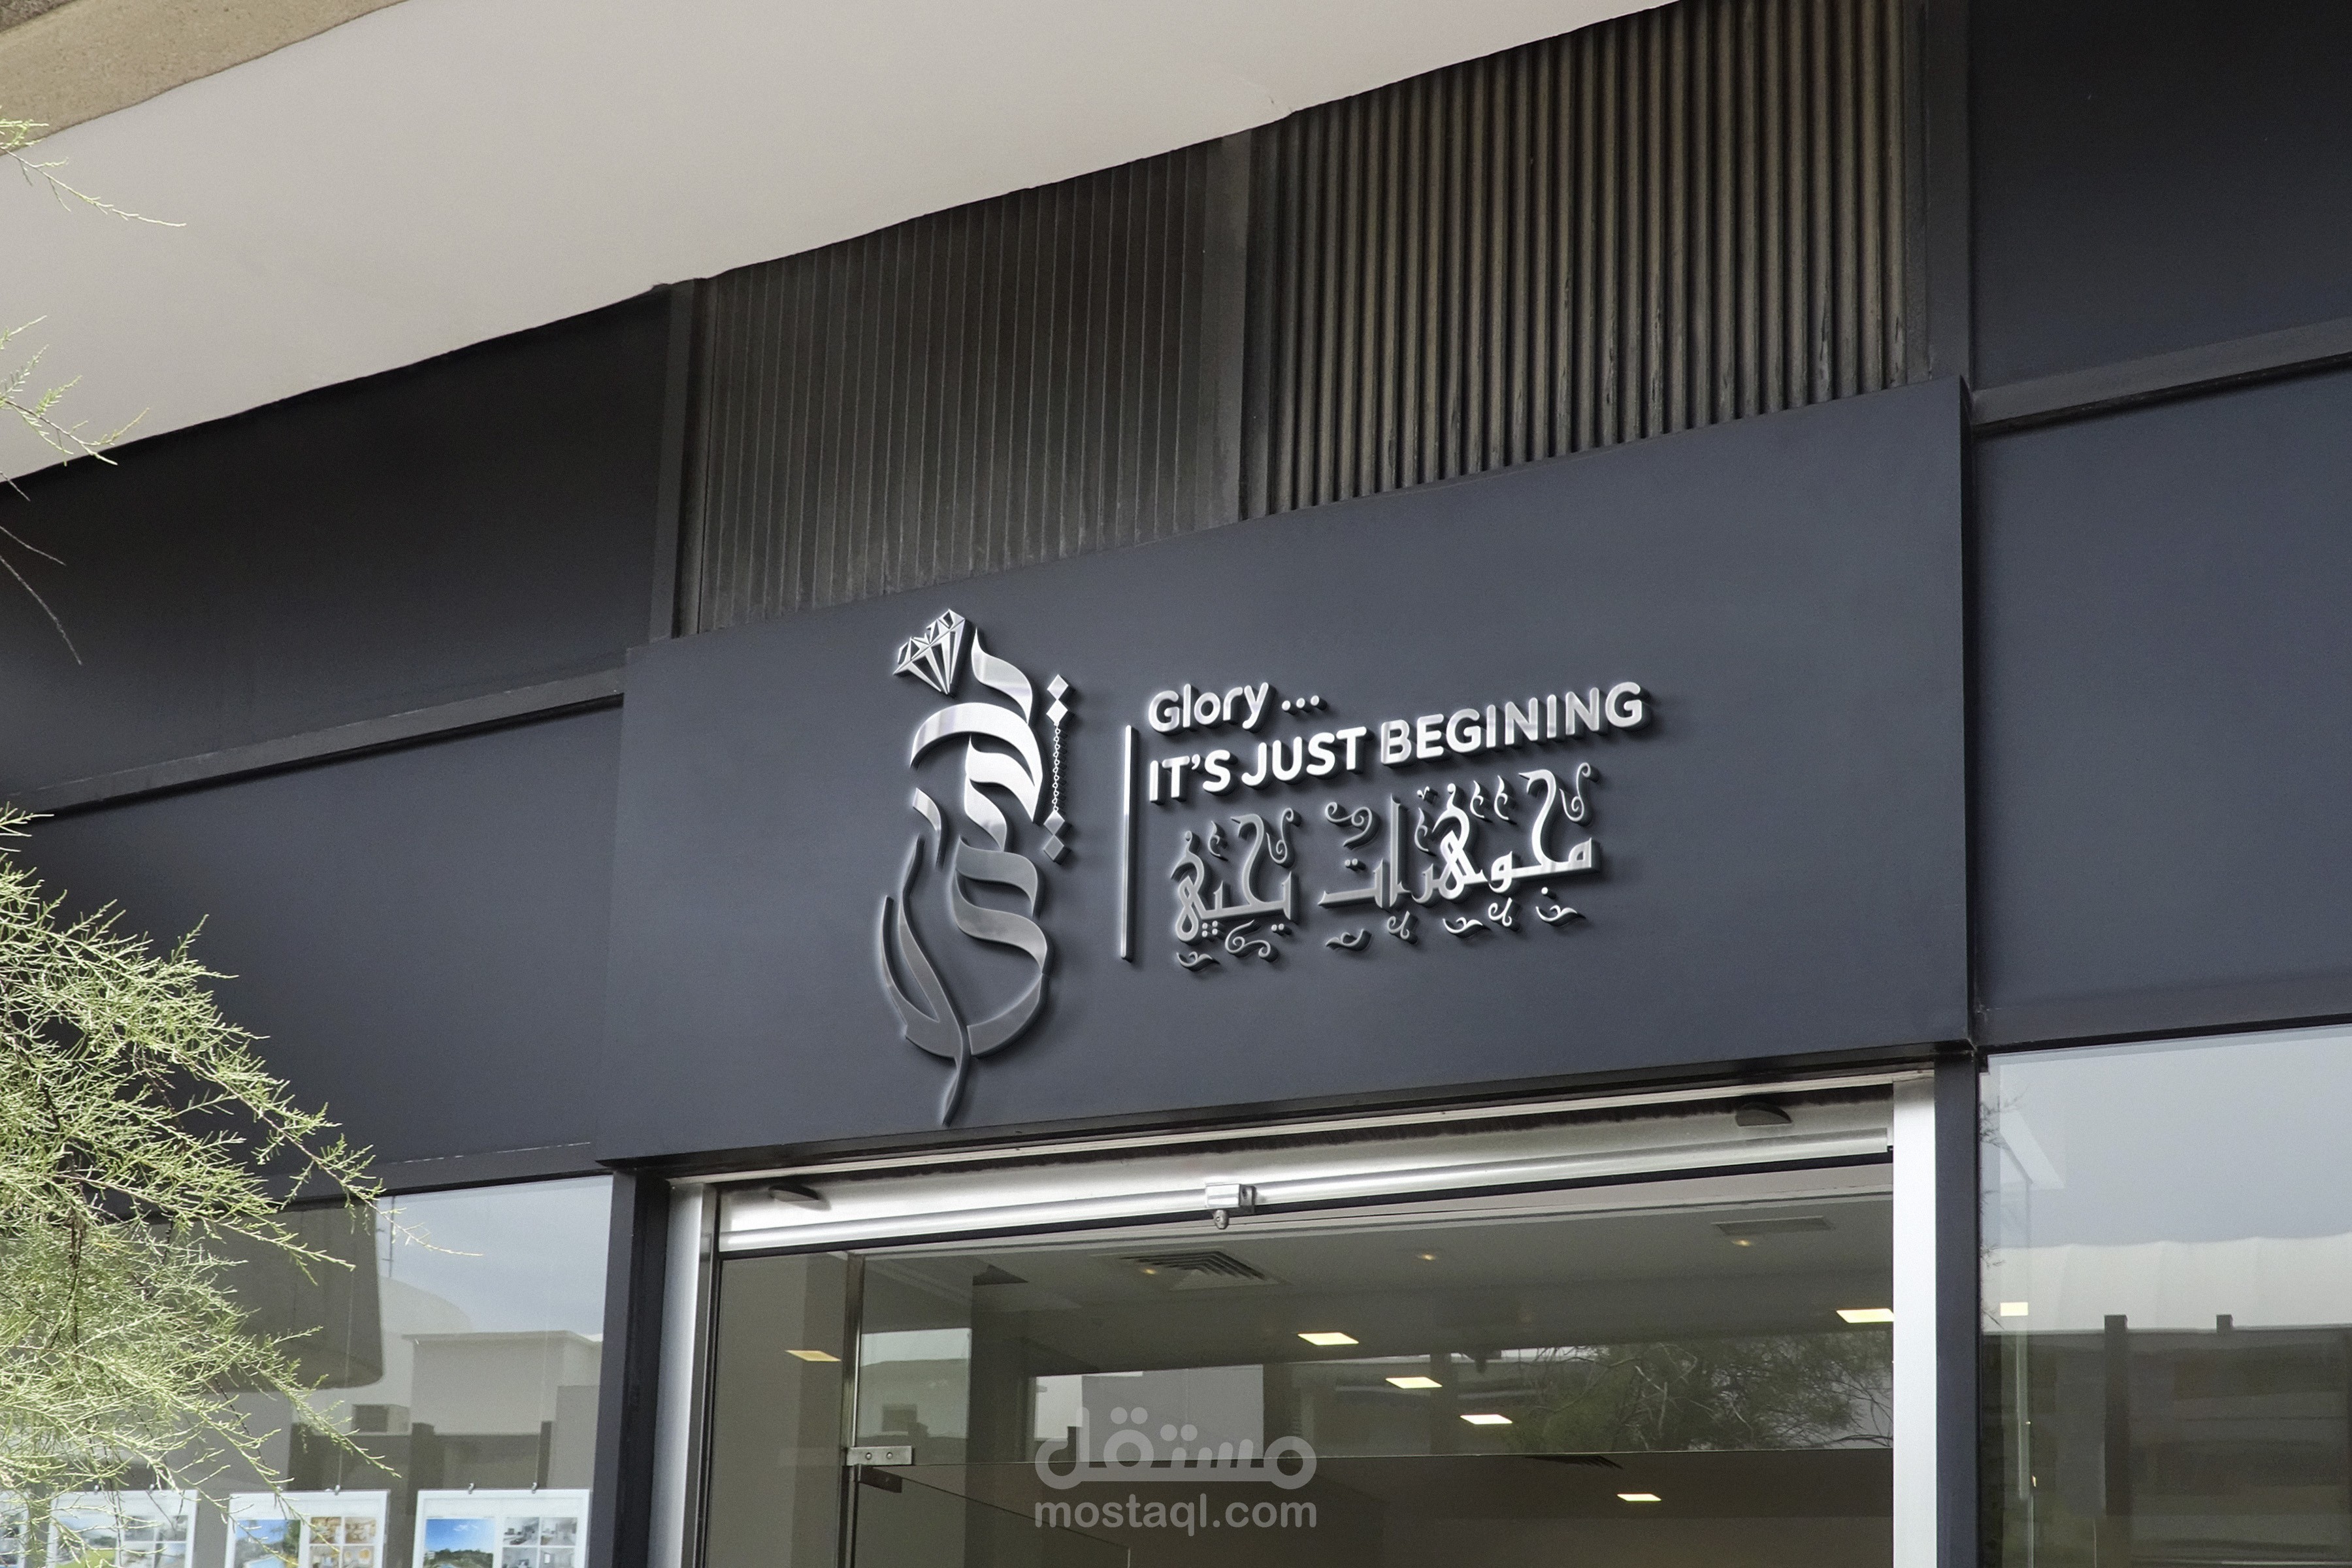 Glory ...
IT'S JUST BEGINING
مجوهرات يحيى
مستقل
mostaql.com